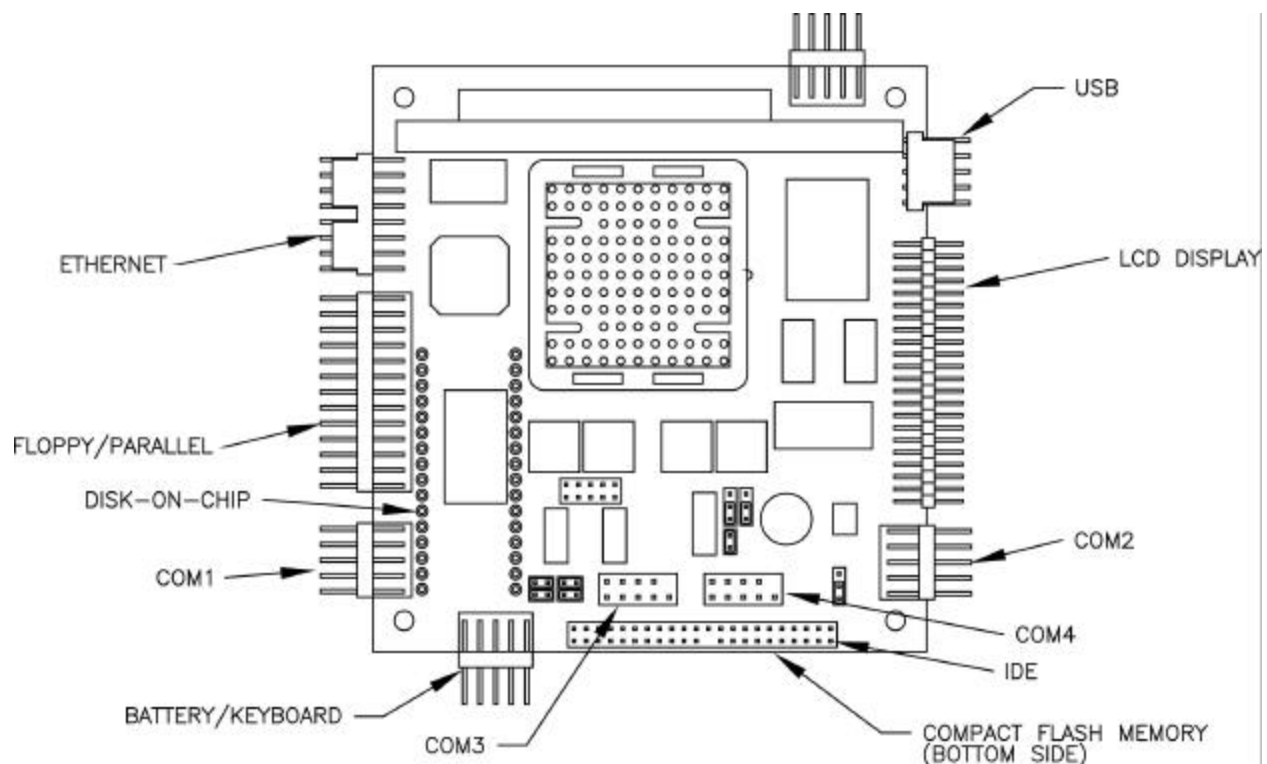 USB
ETHERNET
LCD DISPLAY
FLOPPY/PARALLEL
DISK-ON-CHIP
COM1
COM2
COM4
IDE
BATTERY/KEYBOARD
COM3
COMPACT FLASH MEMORY
(BOTTOM SIDE)